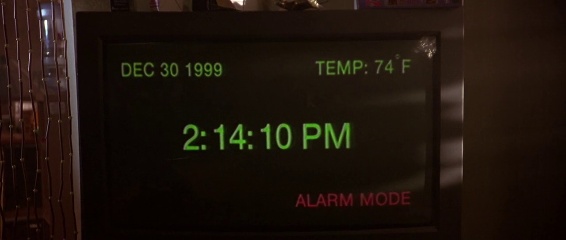 DEC 30 1999 TEMP: 74°F
2:14:10 PM
ALARM MODE